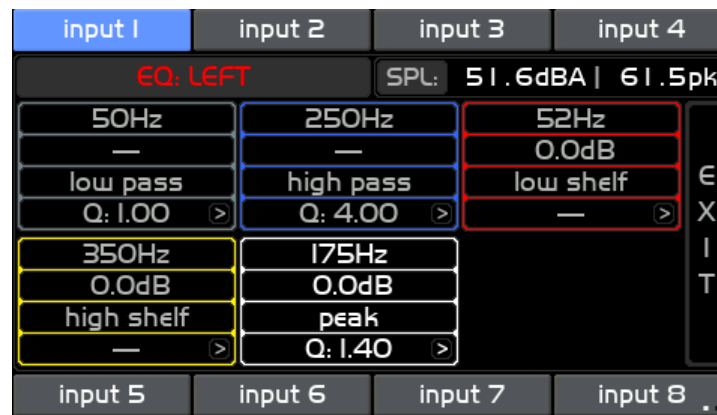 input 1 input 2 input 3 input 4
EQ: LEFT SPL: 51.6dBA | 61.5pk
50Hz 250Hz 52Hz
— — 0.0dB
low pass high pass low shelf
Q: 1.00 > Q: 4.00 > — >
350Hz 175Hz
0.0dB 0.0dB
high shelf peak
— > Q: 1.40 >
EXIT
input 5 input 6 input 7 input 8